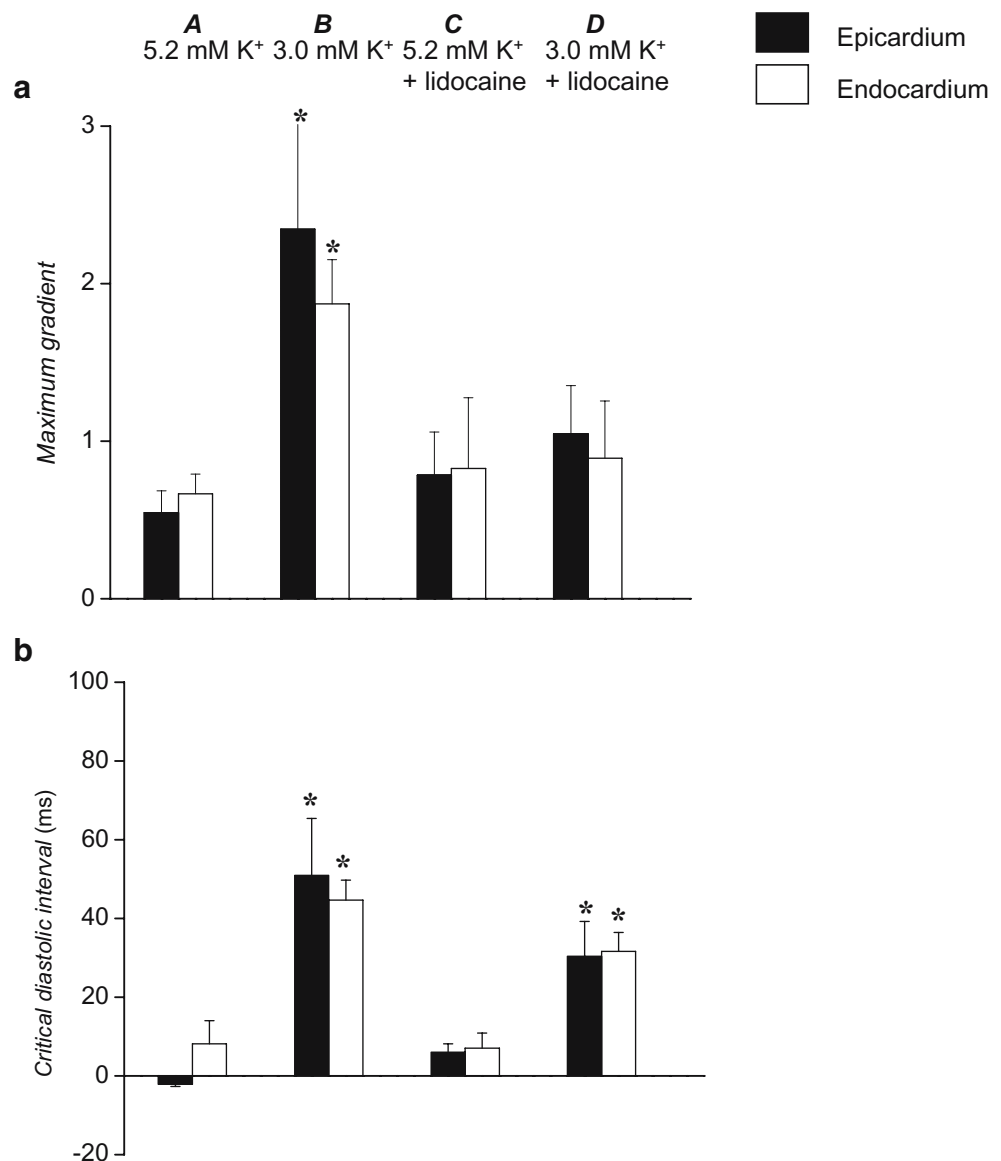 A B C D
5.2 mM K⁺ 3.0 mM K⁺ 5.2 mM K⁺ 3.0 mM K⁺
+ lidocaine + lidocaine
Epicardium
Endocardium
a
3
*
*
2
1
0
Maximum gradient
b
100
80
60
*
*
40
* *
20
0
-20
Critical diastolic interval (ms)